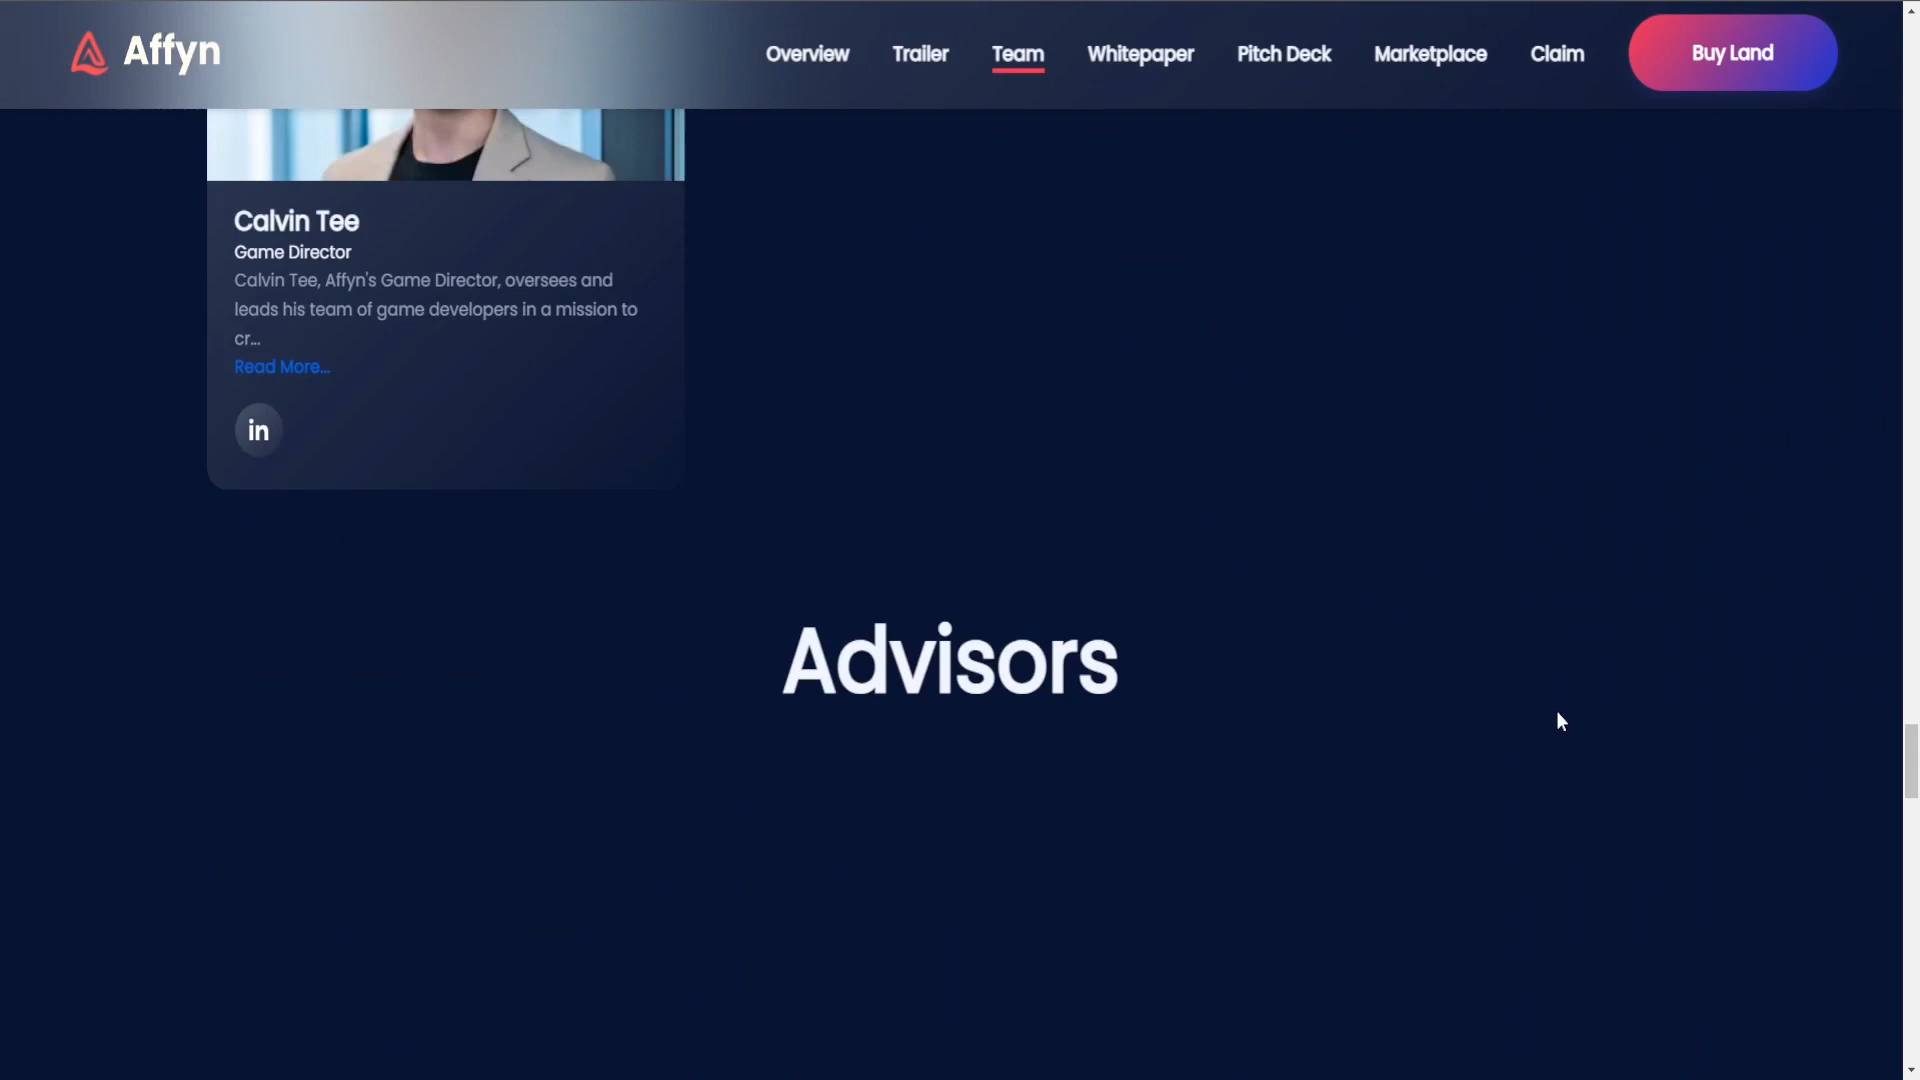 Affyn
Overview Trailer Team Whitepaper Pitch Deck Marketplace Claim Buy Land
Calvin Tee
Game Director
Calvin Tee, Affyn's Game Director, oversees and
leads his team of game developers in a mission to
cr...
Read More...
in
Advisors